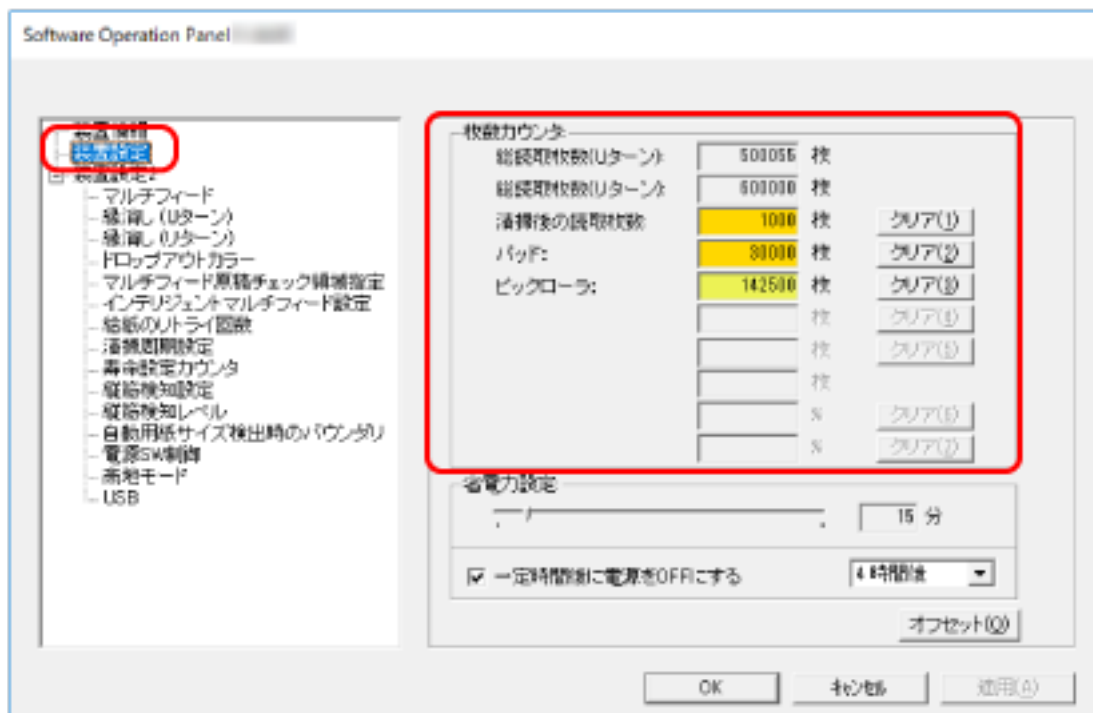 Software Operation Panel
装置情報
装置設定
装置設定2
マルチフィード
縁消し(Uターン)
縁消し(リターン)
ドロップアウトカラー
マルチフィード原稿チェック領域指定
インテリジェントマルチフィード設定
給紙のリトライ回数
清掃周期設定
寿命設定カウンタ
縦筋検知設定
縦筋検知レベル
自動用紙サイズ検出時のバウンダリ
電源SW制御
高地モード
USB
枚数カウンタ
総読取枚数(Uターン): 500055 枚
総読取枚数(リターン): 600000 枚
清掃後の読取枚数: 1000 枚 クリア(1)
パッド: 30000 枚 クリア(2)
ピックローラ: 142500 枚 クリア(3)
枚 クリア(4)
枚 クリア(5)
枚
% クリア(6)
% クリア(7)
省電力設定
15 分
一定時間後に電源をOFFにする 4 時間後
オフセット(O)
OK キャンセル 適用(A)